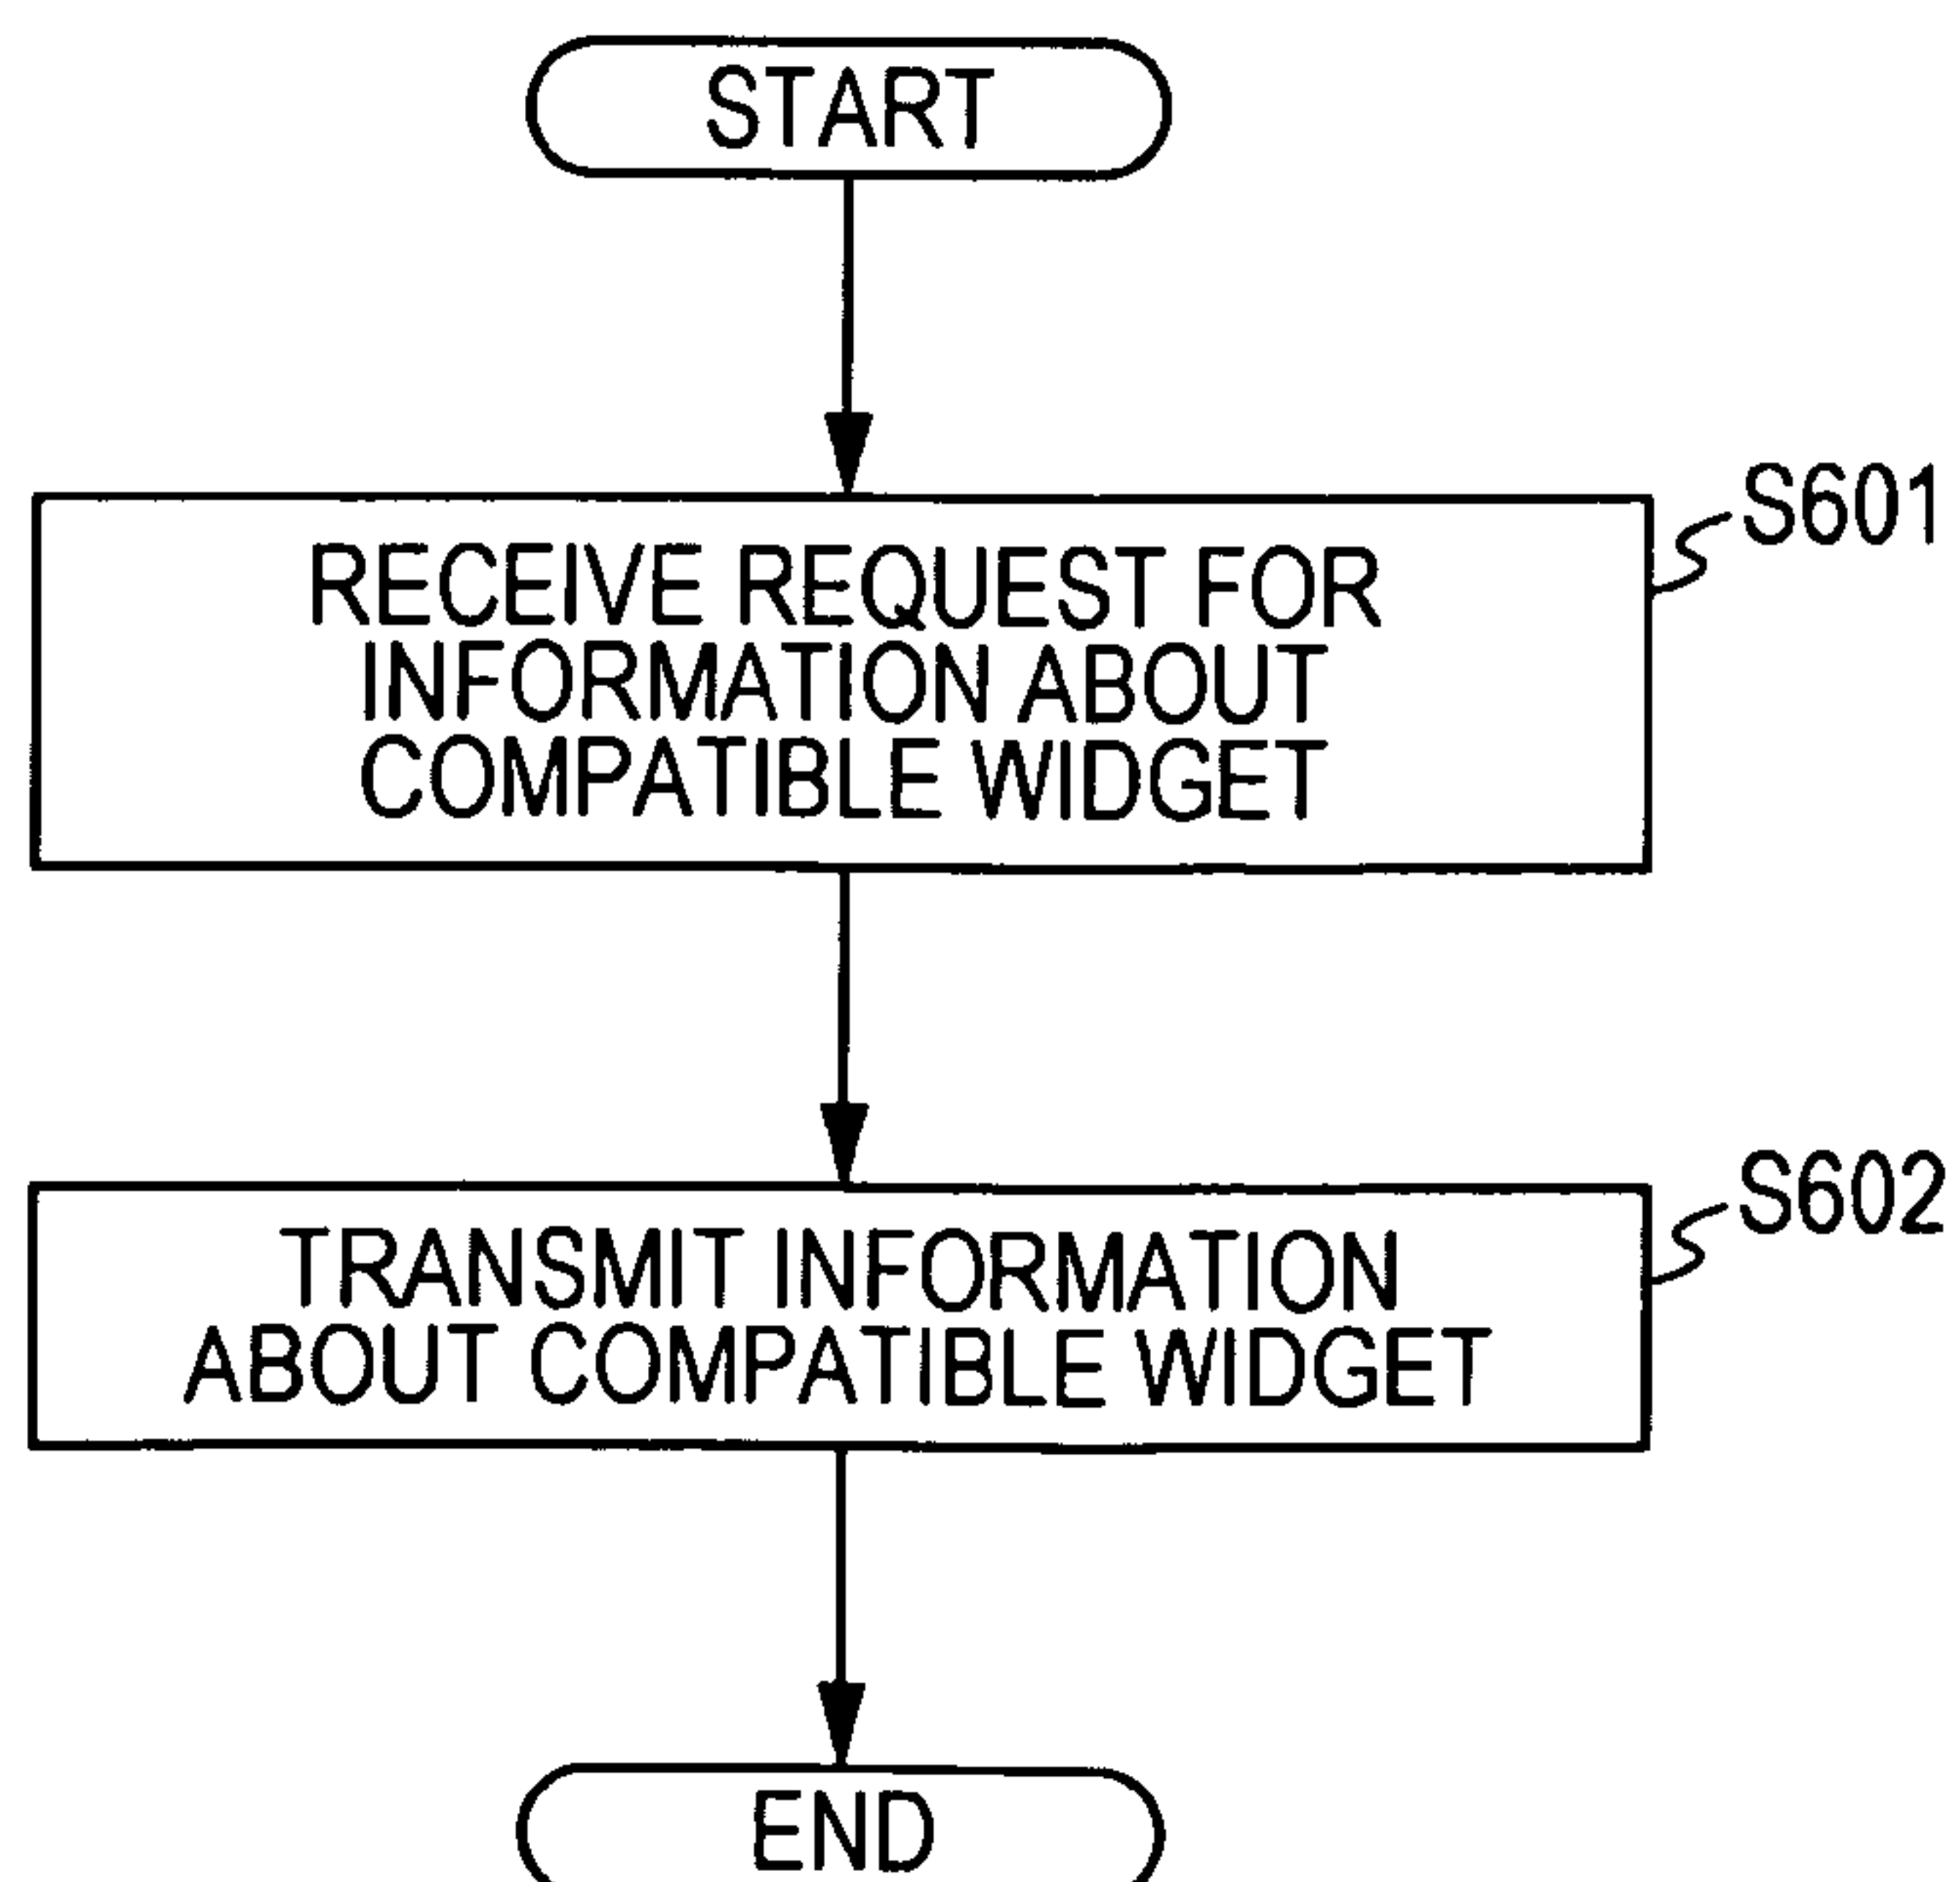 START
S601
RECEIVE REQUEST FOR
INFORMATION ABOUT
COMPATIBLE WIDGET
S602
TRANSMIT INFORMATION
ABOUT COMPATIBLE WIDGET
END